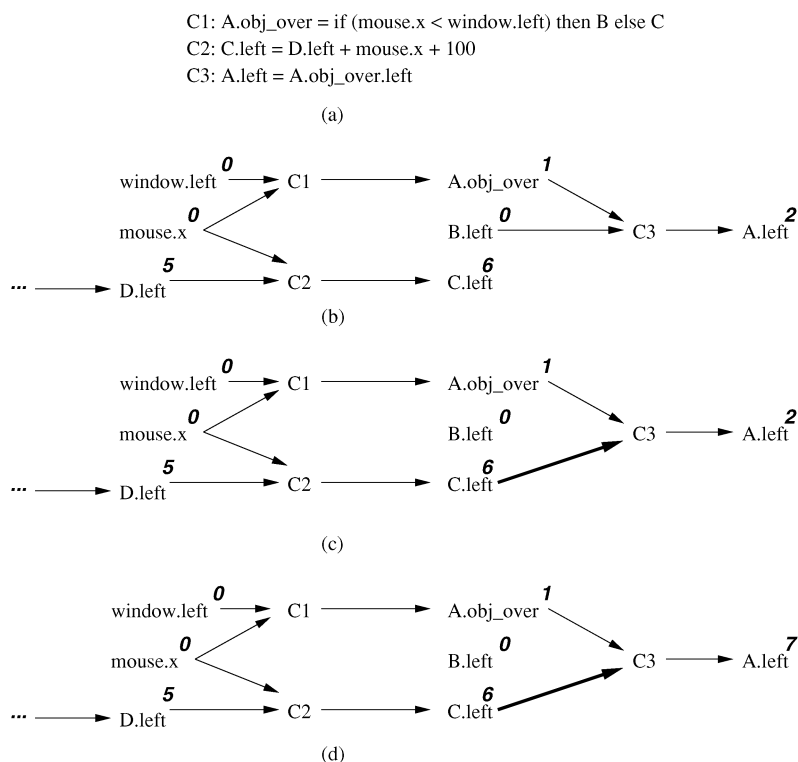 C1: A.obj_over = if (mouse.x < window.left) then B else C
C2: C.left = D.left + mouse.x + 100
C3: A.left = A.obj_over.left
(a)
window.left 0 C1 A.obj_over 1
mouse.x 0 B.left 0 C3 A.left 2
... D.left 5 C2 C.left 6
(b)
window.left 0 C1 A.obj_over 1
mouse.x 0 B.left 0 C3 A.left 2
... D.left 5 C2 C.left 6
(c)
window.left 0 C1 A.obj_over 1
mouse.x 0 B.left 0 C3 A.left 7
... D.left 5 C2 C.left 6
(d)